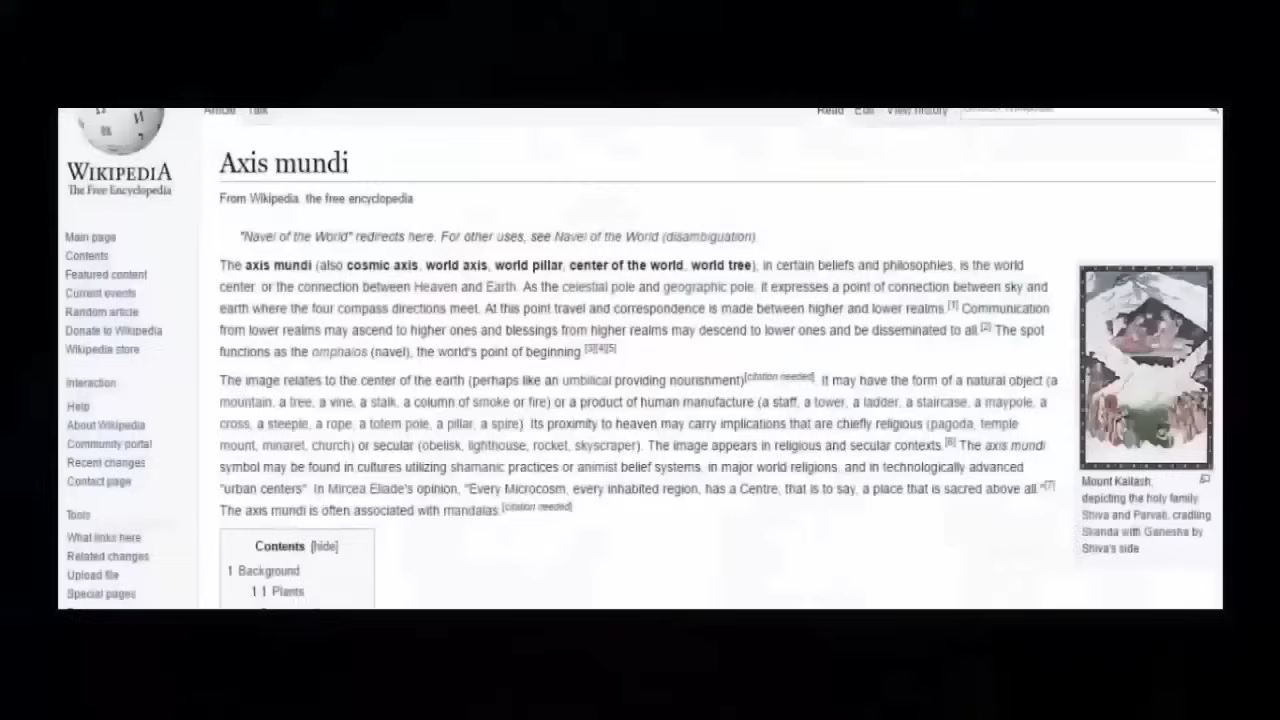 Article Talk
Read Edit View history
WIKIPEDIA
The Free Encyclopedia
Main page
Contents
Featured content
Current events
Random article
Donate to Wikipedia
Wikipedia store
Interaction
Help
About Wikipedia
Community portal
Recent changes
Contact page
Tools
What links here
Related changes
Upload file
Special pages
Axis mundi
From Wikipedia, the free encyclopedia
"Navel of the World" redirects here. For other uses, see Navel of the World (disambiguation).
The axis mundi (also cosmic axis, world axis, world pillar, center of the world, world tree), in certain beliefs and philosophies, is the world
center, or the connection between Heaven and Earth. As the celestial pole and geographic pole, it expresses a point of connection between sky and
earth where the four compass directions meet. At this point travel and correspondence is made between higher and lower realms.[1] Communication
from lower realms may ascend to higher ones and blessings from higher realms may descend to lower ones and be disseminated to all.[2] The spot
functions as the omphalos (navel), the world's point of beginning.[3][4][5]
The image relates to the center of the earth (perhaps like an umbilical providing nourishment)[citation needed]. It may have the form of a natural object (a
mountain, a tree, a vine, a stalk, a column of smoke or fire) or a product of human manufacture (a staff, a tower, a ladder, a staircase, a maypole, a
cross, a steeple, a rope, a totem pole, a pillar, a spire). Its proximity to heaven may carry implications that are chiefly religious (pagoda, temple
mount, minaret, church) or secular (obelisk, lighthouse, rocket, skyscraper). The image appears in religious and secular contexts.[6] The axis mundi
symbol may be found in cultures utilizing shamanic practices or animist belief systems, in major world religions, and in technologically advanced
"urban centers". In Mircea Eliade's opinion, "Every Microcosm, every inhabited region, has a Centre; that is to say, a place that is sacred above all."[7]
The axis mundi is often associated with mandalas.[citation needed]
Contents [hide]
1 Background
1.1 Plants
Mount Kailash,
depicting the holy family:
Shiva and Parvati, cradling
Skanda with Ganesha by
Shiva's side